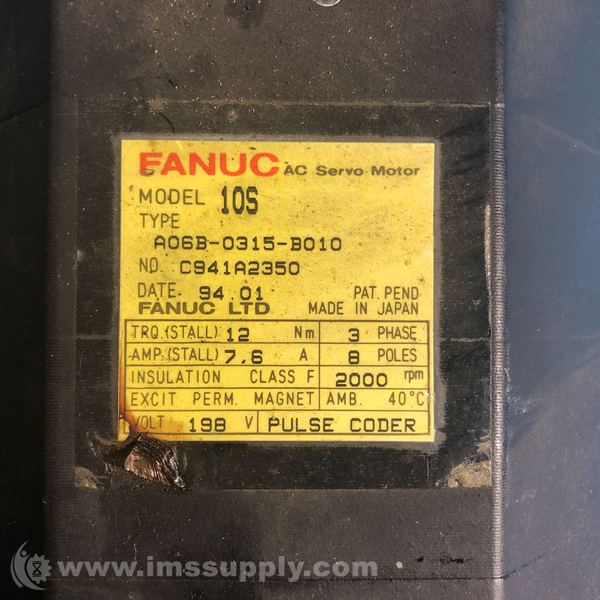 FANUC AC Servo Motor
MODEL 10S
TYPE
A06B-0315-B010
NO. C941A2350
DATE 94.01 PAT. PEND
FANUC LTD MADE IN JAPAN
TRQ.(STALL) 12 Nm 3 PHASE
AMP.(STALL) 7.6 A 8 POLES
INSULATION CLASS F 2000 rpm
EXCIT PERM. MAGNET AMB. 40°C
VOLT 198 V PULSE CODER
www.imssupply.com